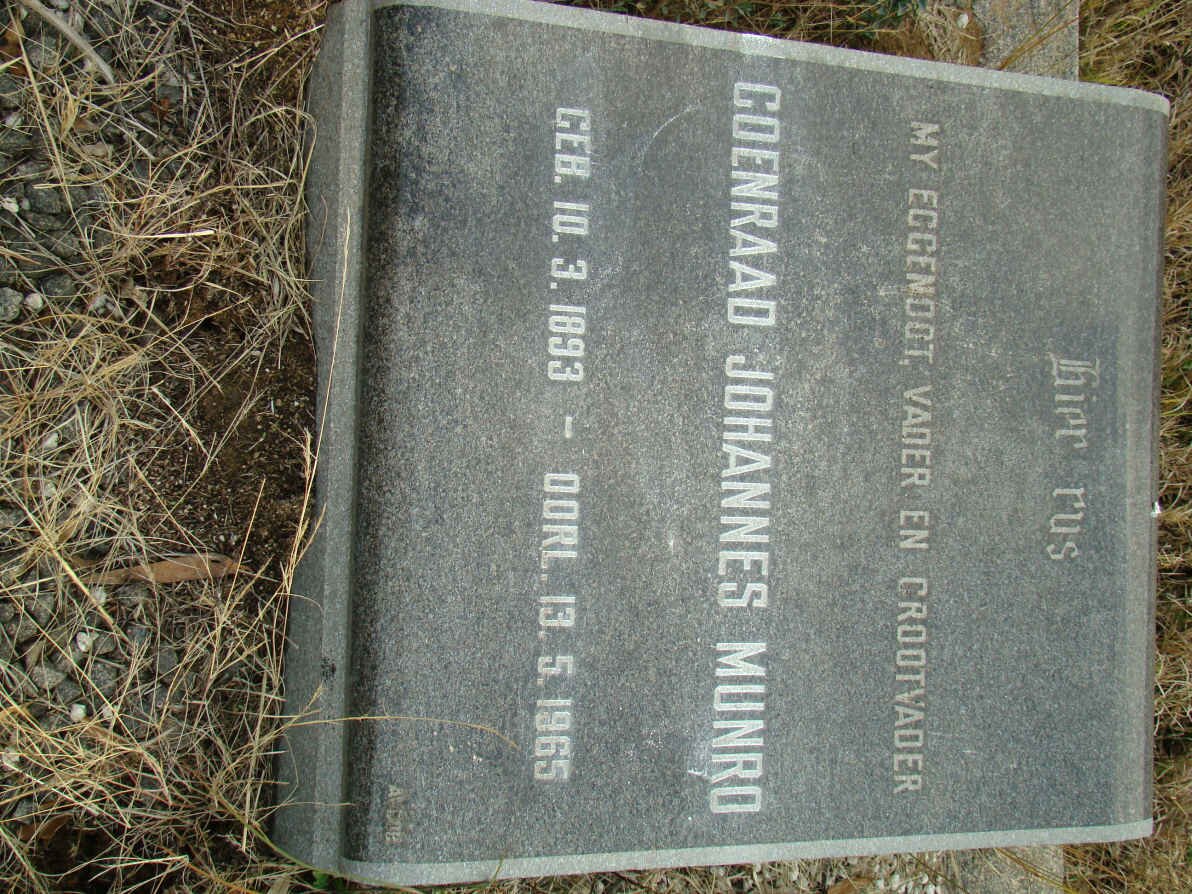 Hier rus
MY EGGENOOT, VADER EN GROOTVADER
COENRAAD JOHANNES MUNRO
GEB. 10. 3. 1893 – OORL. 13. 5. 1965